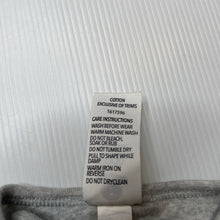 COTTON
EXCLUSIVE OF TRIMS
1617596
CARE INSTRUCTIONS
WASH BEFORE WEAR
WARM MACHINE WASH
DO NOT BLEACH,
SOAK OR RUB
DO NOT TUMBLE DRY
PULL TO SHAPE WHILE
DAMP
WARM IRON ON
REVERSE
DO NOT DRYCLEAN